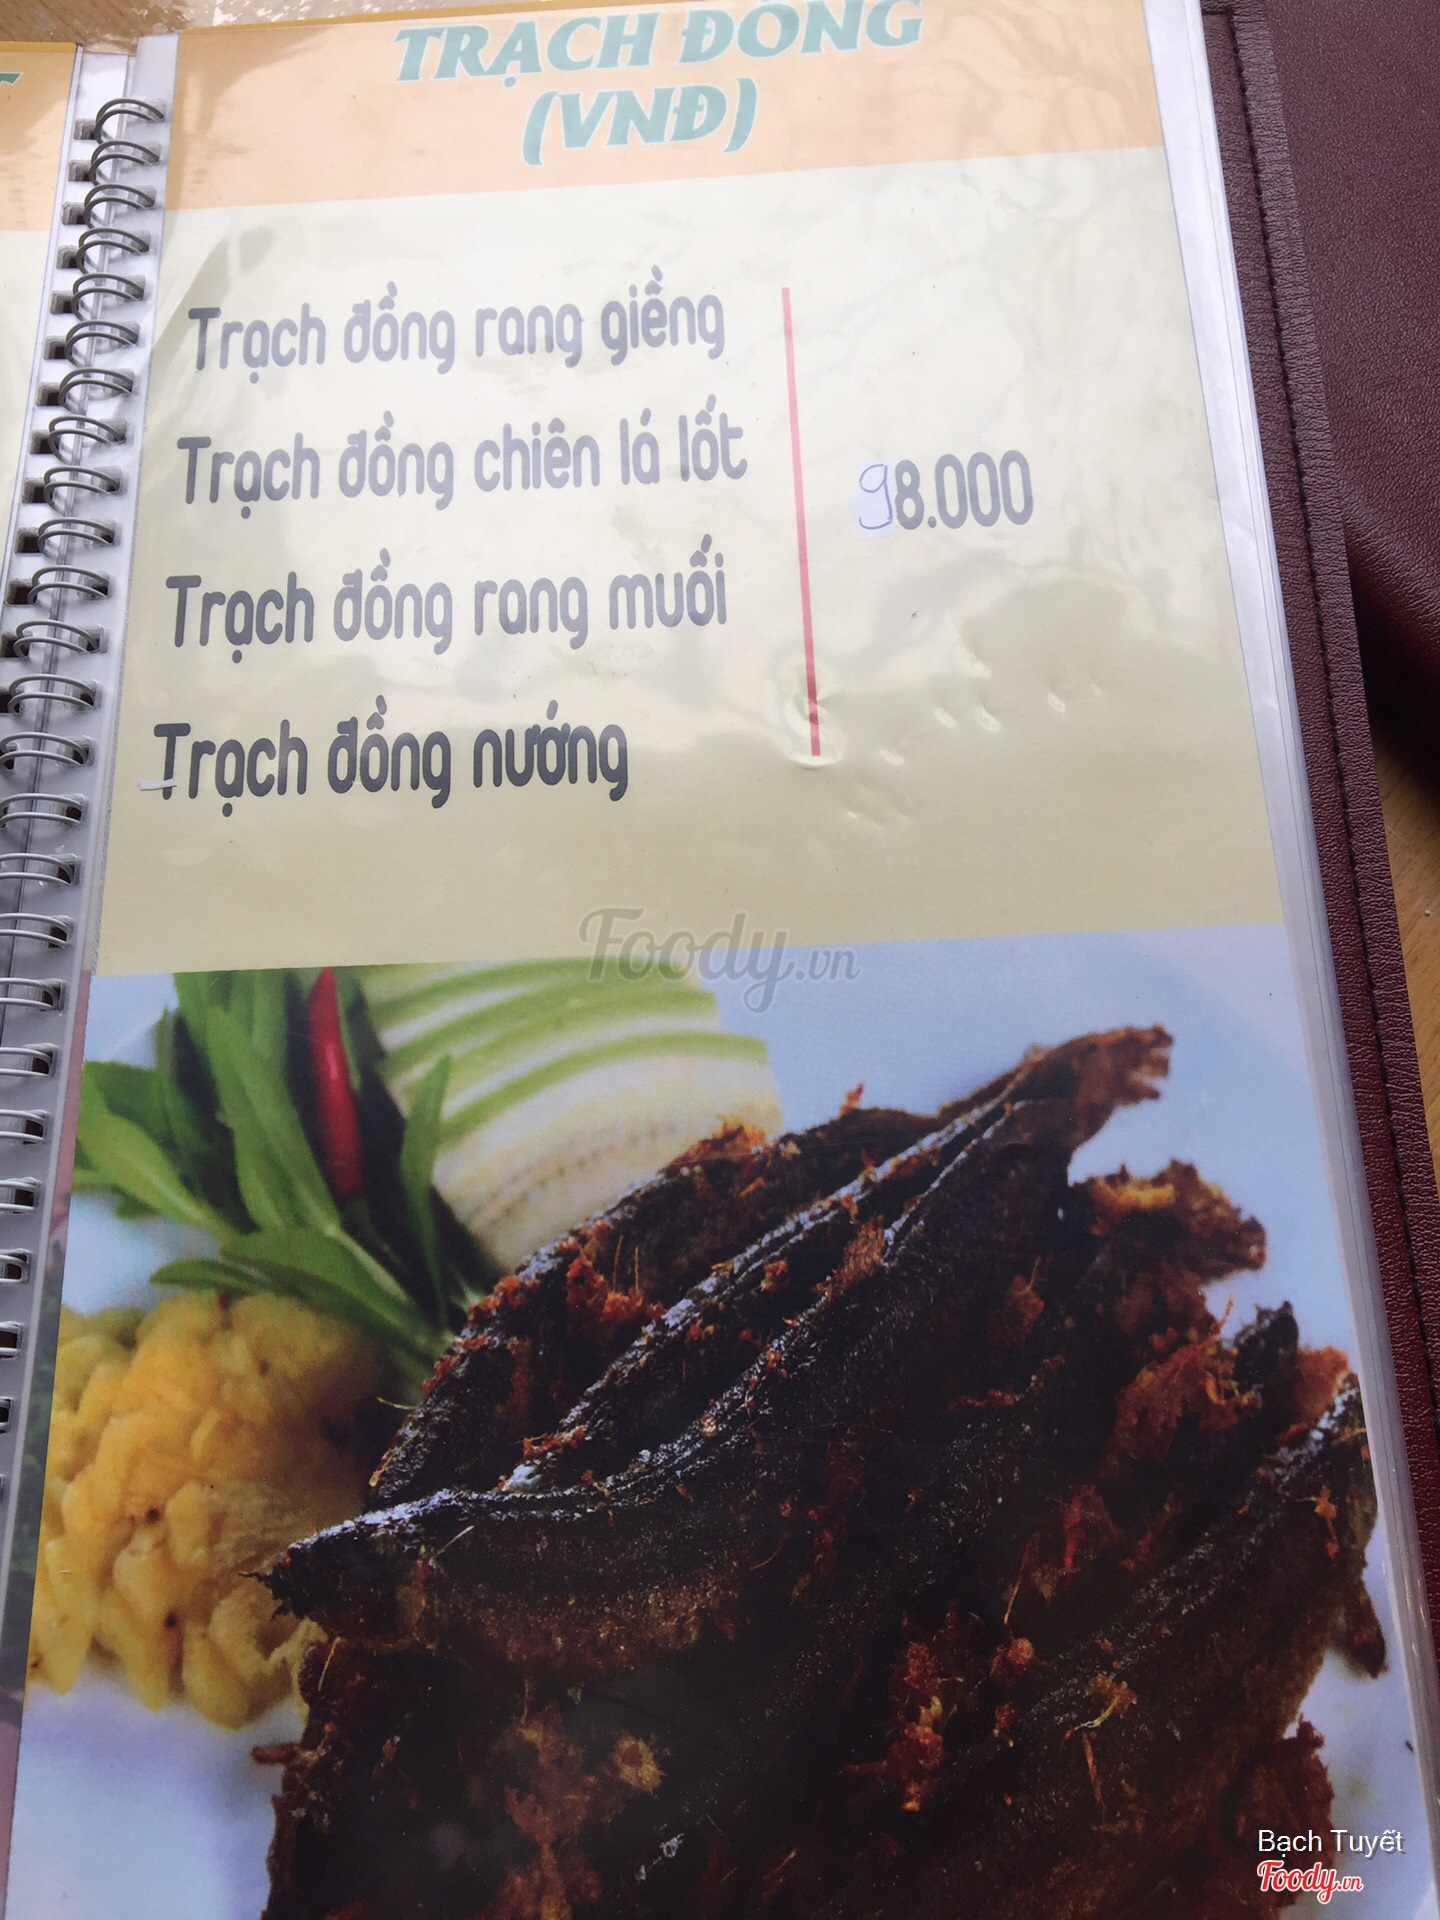 TRẠCH ĐỒNG
(VNĐ)
Trạch đồng rang giềng
Trạch đồng chiên lá lốt
98.000
Trạch đồng rang muối
Trạch đồng nướng
Foody.vn
Bạch Tuyết
Foody.vn